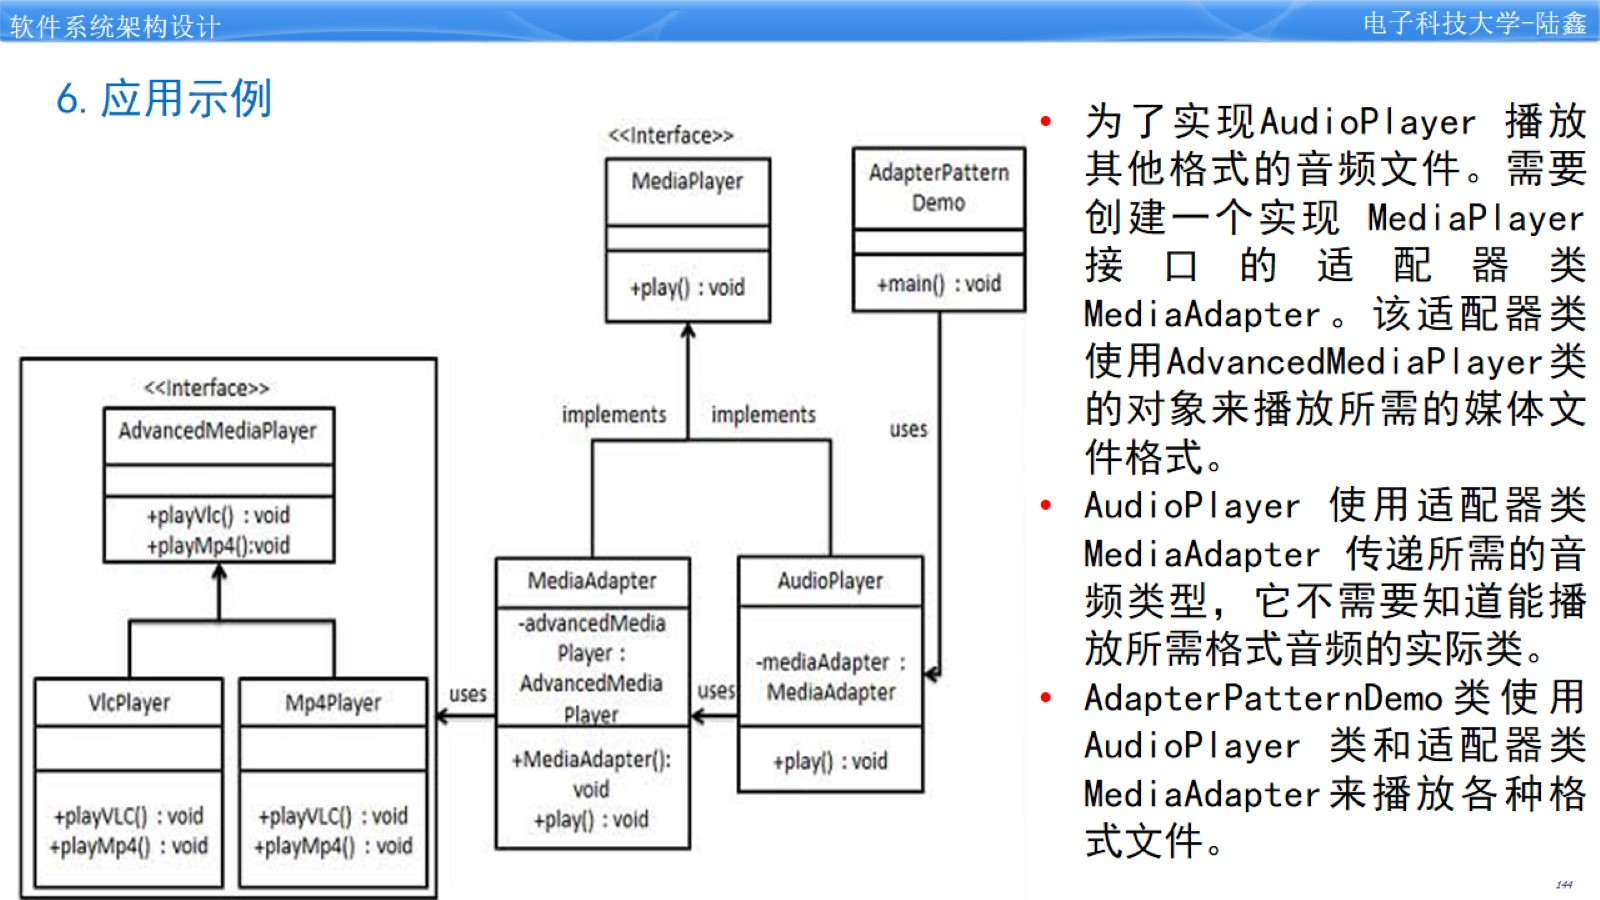 软件系统架构设计
电子科技大学-陆鑫
6. 应用示例
<<Interface>>
MediaPlayer
+play() : void
AdapterPattern
Demo
+main() : void
<<Interface>>
AdvancedMediaPlayer
+playVlc() : void
+playMp4():void
implements
implements
uses
VlcPlayer
+playVLC() : void
+playMp4() : void
Mp4Player
+playVLC() : void
+playMp4() : void
uses
MediaAdapter
-advancedMedia
Player :
AdvancedMedia
Player
+MediaAdapter():
void
+play() : void
uses
AudioPlayer
-mediaAdapter :
MediaAdapter
+play() : void
• 为了实现AudioPlayer 播放
其他格式的音频文件。需要
创建一个实现 MediaPlayer
接口的适配器类
MediaAdapter。该适配器类
使用AdvancedMediaPlayer类
的对象来播放所需的媒体文
件格式。
• AudioPlayer 使用适配器类
MediaAdapter 传递所需的音
频类型，它不需要知道能播
放所需格式音频的实际类。
• AdapterPatternDemo类使用
AudioPlayer 类和适配器类
MediaAdapter来播放各种格
式文件。
144